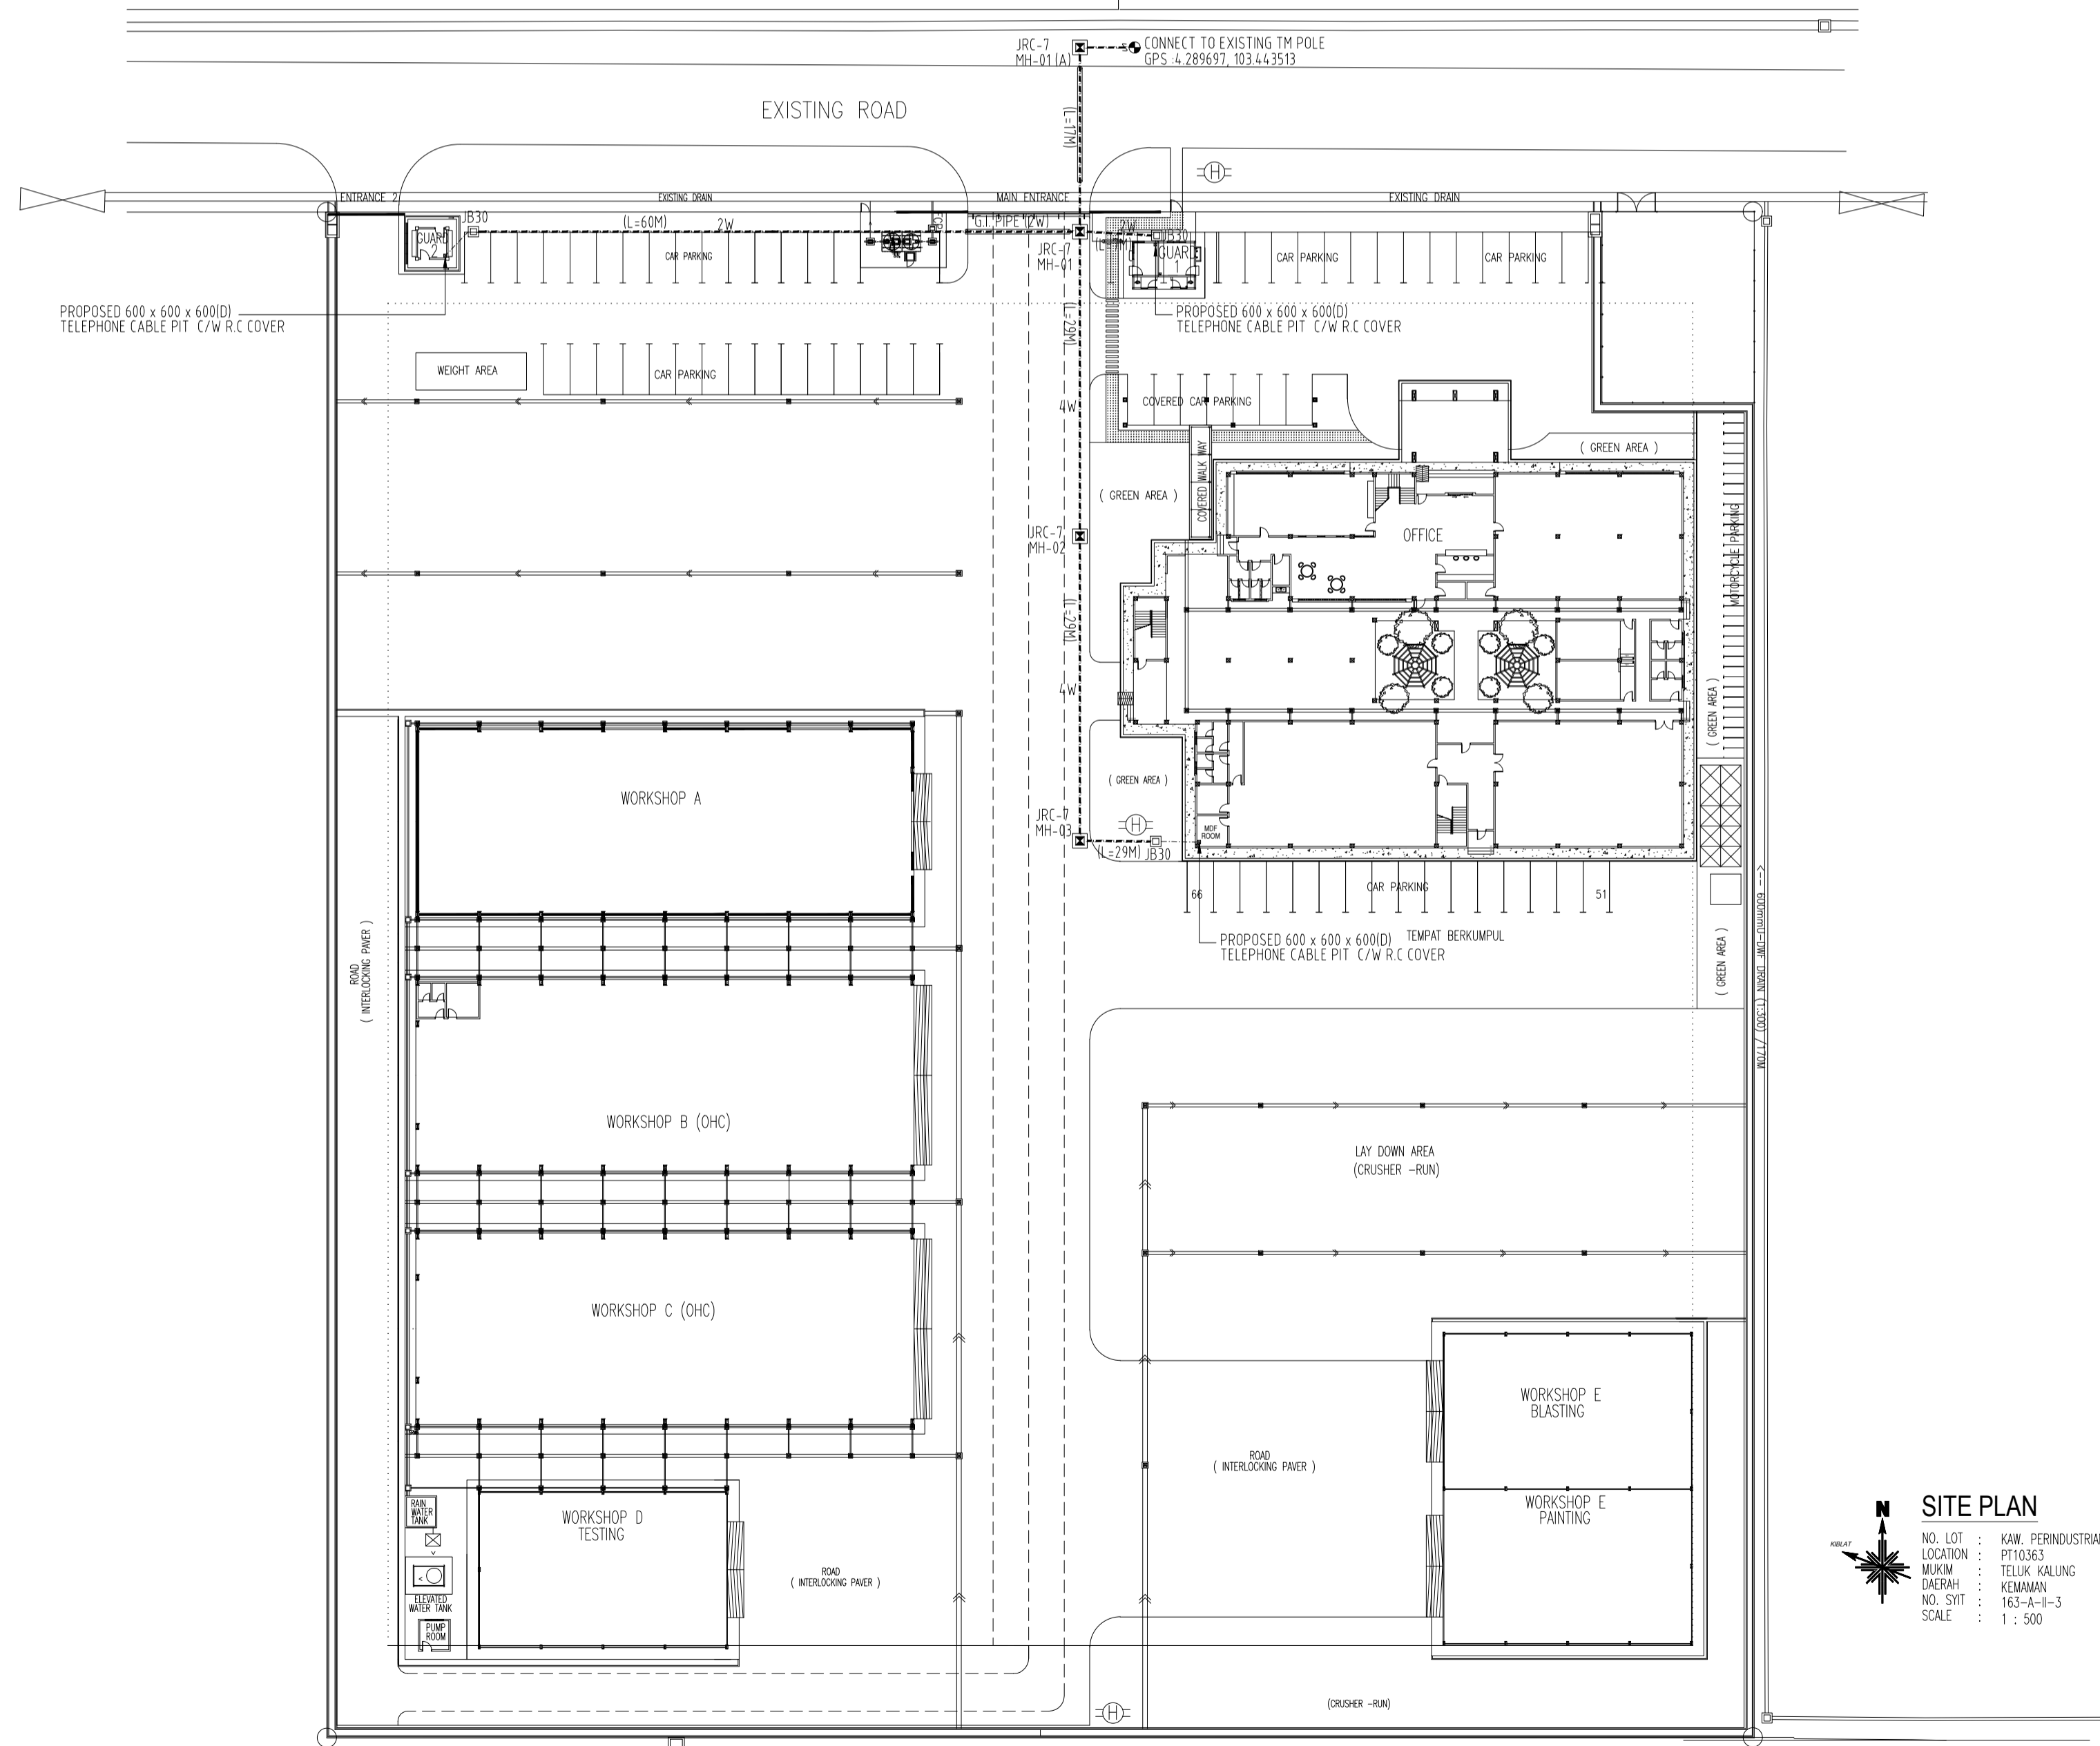 JRC-7
MH-01(A)
CONNECT TO EXISTING TM POLE
GPS :4.289697, 103.443513
EXISTING ROAD
(L=17M)
H
ENTRANCE 2
EXISTING DRAIN
MAIN ENTRANCE
EXISTING DRAIN
JB30
(L=60M)
2W
G.I.PIPE (2W)
2W
JB30
GUARD
2
CAR PARKING
JRC-7
MH-01
GUARD
1
CAR PARKING
CAR PARKING
PROPOSED 600 x 600 x 600(D)
TELEPHONE CABLE PIT C/W R.C COVER
PROPOSED 600 x 600 x 600(D)
TELEPHONE CABLE PIT C/W R.C COVER
(L=29M)
WEIGHT AREA
CAR PARKING
4W
COVERED CAR PARKING
( GREEN AREA )
COVERED WALK WAY
( GREEN AREA )
OFFICE
MOTORCYCLE PARKING
JRC-7
MH-02
(L=29M)
4W
( GREEN AREA )
( GREEN AREA )
WORKSHOP A
JRC-7
MH-03
H
(L=29M)
JB30
MDF
ROOM
66
CAR PARKING
51
PROPOSED 600 x 600 x 600(D)
TELEPHONE CABLE PIT C/W R.C COVER
TEMPAT BERKUMPUL
ROAD
( INTERLOCKING PAVER )
( GREEN AREA )
<-- 600mmU-DWF DRAIN (1:300) /170M
WORKSHOP B (OHC)
LAY DOWN AREA
(CRUSHER -RUN)
WORKSHOP C (OHC)
WORKSHOP E
BLASTING
ROAD
( INTERLOCKING PAVER )
RAIN
WATER
TANK
WORKSHOP D
TESTING
WORKSHOP E
PAINTING
ROAD
( INTERLOCKING PAVER )
ELEVATED
WATER TANK
PUMP
ROOM
H
(CRUSHER -RUN)
N
KIBLAT
SITE PLAN
NO. LOT : KAW. PERINDUSTRIA
LOCATION : PT10363
MUKIM : TELUK KALUNG
DAERAH : KEMAMAN
NO. SYIT : 163-A-II-3
SCALE : 1 : 500